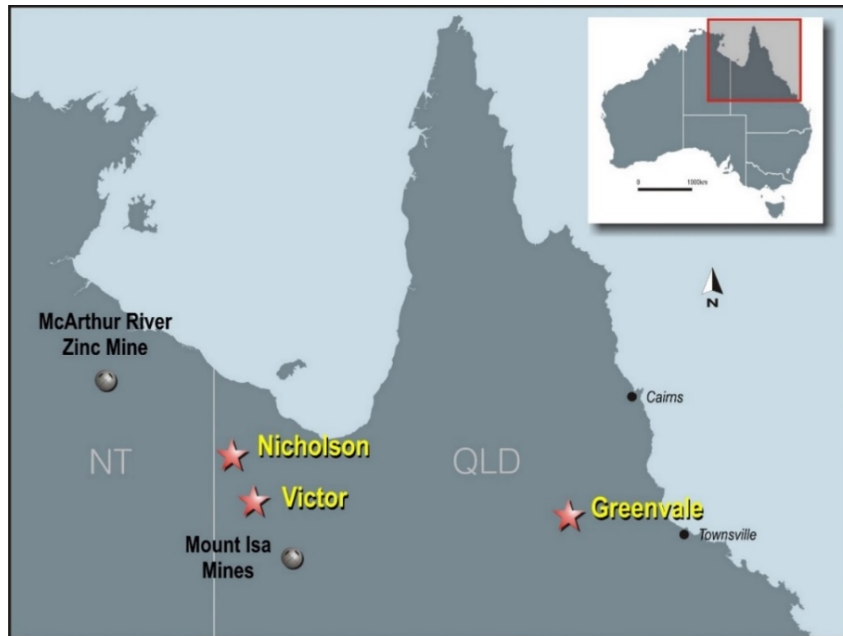 0
1000km
N
McArthur River
Zinc Mine
Cairns
NT
Nicholson
QLD
Victor
Greenvale
Mount Isa
Mines
Townsville